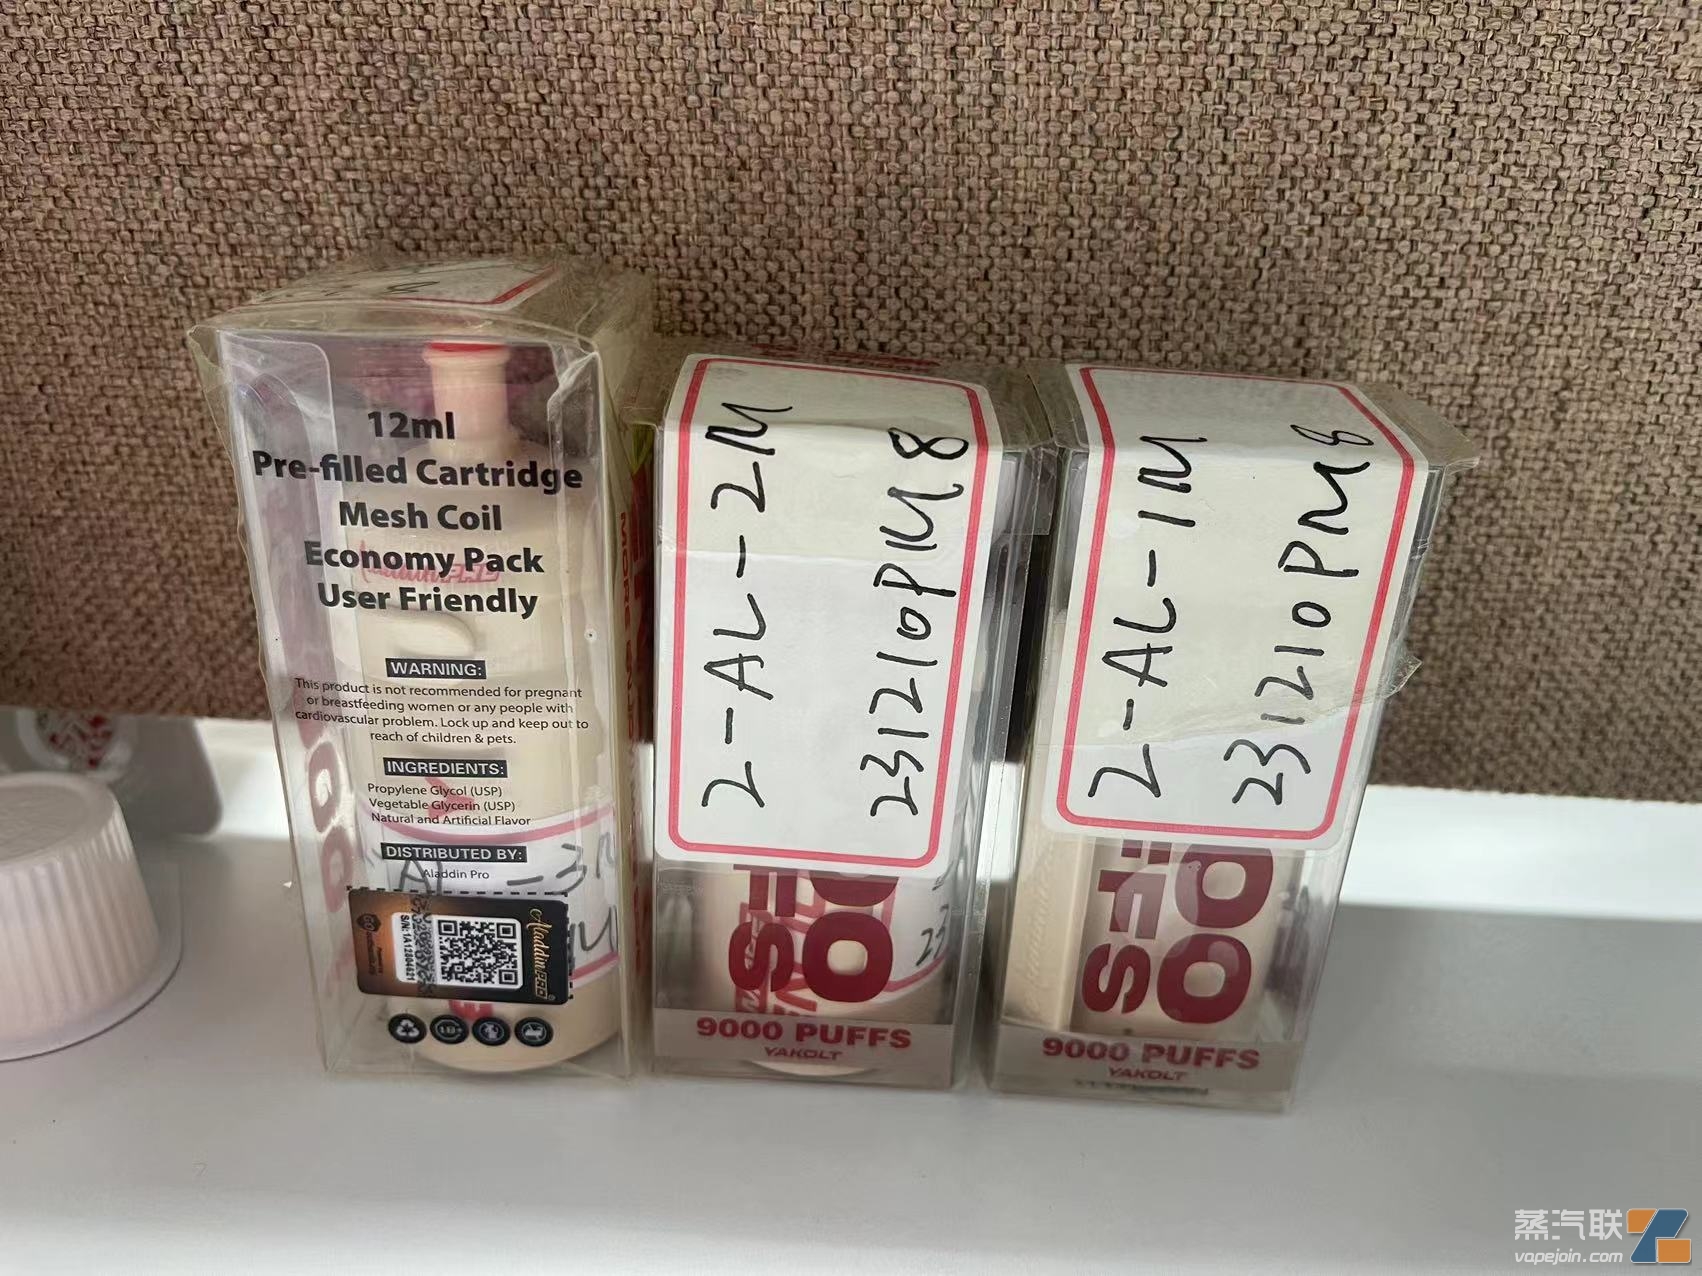 12ml
Pre-filled Cartridge
Mesh Coil
Economy Pack
User Friendly
WARNING:
This product is not recommended for pregnant
or breastfeeding women or any people with
cardiovascular problem. Lock up and keep out to
reach of children & pets.
INGREDIENTS:
Propylene Glycol (USP)
Vegetable Glycerin (USP)
Natural and Artificial Flavor
DISTRIBUTED BY:
Aladdin Pro
AladdinPRO
18+
2-AL-2M
231210PM8
9000 PUFFS
YAKOLT
2-AL-1M
231210PM8
9000 PUFFS
YAKOLT
蒸汽联
vapejoin.com